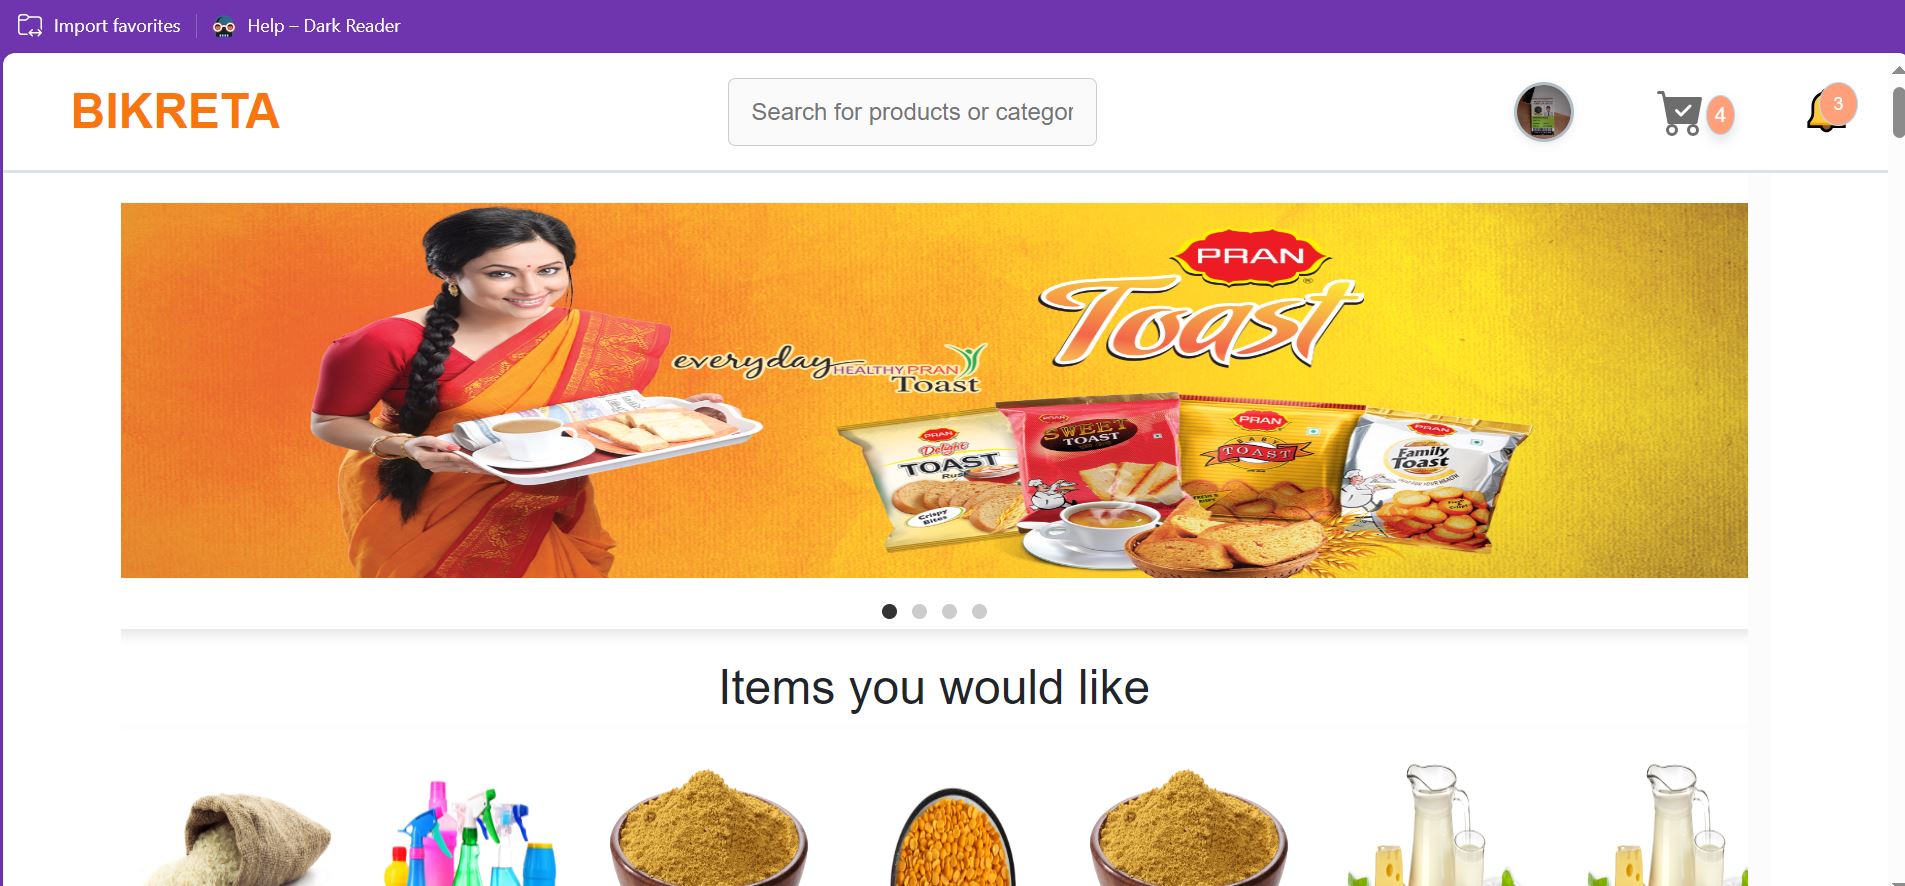 Import favorites
Help – Dark Reader
BIKRETA
Search for products or categor
4
3
PRAN
Toast
everyday
HEALTHY PRAN
Toast
PRAN
Delight
TOAST
Rusk
Crispy
Bites
PRAN
SWEET
TOAST
PRAN
BABY
TOAST
PRAN
Family
Toast
Items you would like